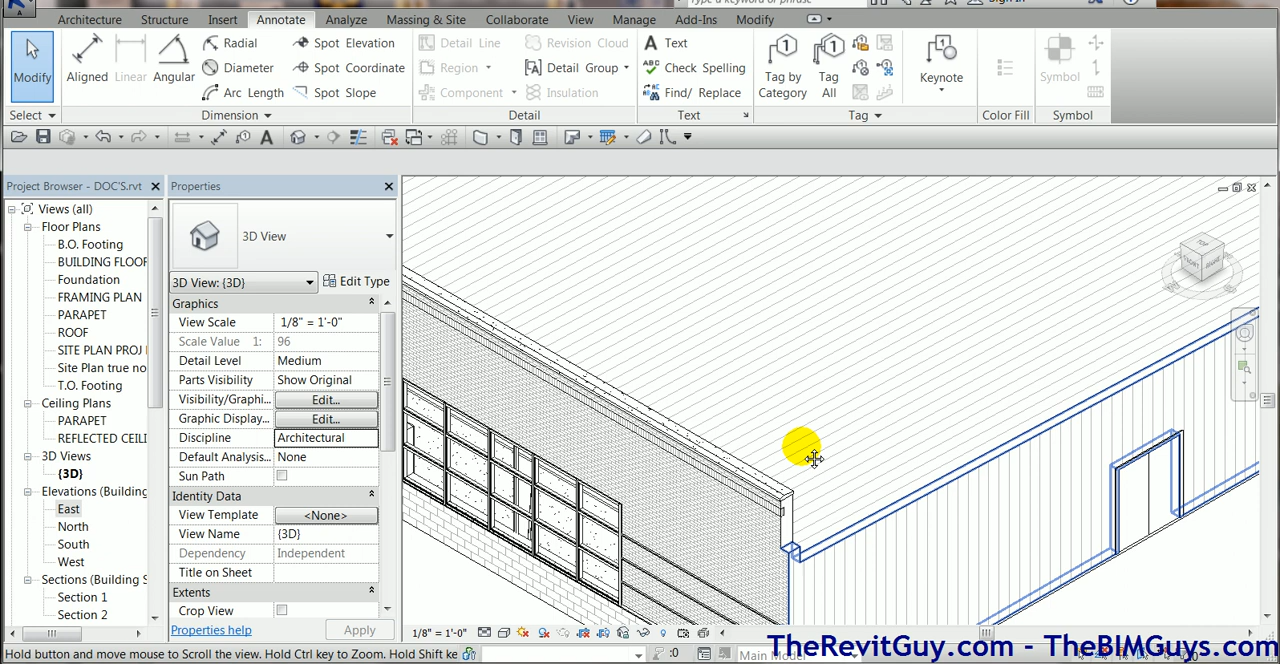 Architecture Structure Insert Annotate Analyze Massing & Site Collaborate View Manage Add-Ins Modify
Modify
Select
Aligned
Linear
Angular
Radial
Diameter
Arc Length
Spot Elevation
Spot Coordinate
Spot Slope
Dimension
Detail Line
Region
Component
Revision Cloud
Detail Group
Insulation
Detail
Text
Check Spelling
Find/ Replace
Text
Tag by
Category
Tag
All
Tag
Keynote
Color Fill
Symbol
Symbol
Project Browser - DOC'S.rvt
Views (all)
Floor Plans
B.O. Footing
BUILDING FLOOR
Foundation
FRAMING PLAN
PARAPET
ROOF
SITE PLAN PROJ
Site Plan true no
T.O. Footing
Ceiling Plans
PARAPET
REFLECTED CEILI
3D Views
{3D}
Elevations (Building
East
North
South
West
Sections (Building S
Section 1
Section 2
Properties
3D View
3D View: {3D} Edit Type
Graphics
View Scale 1/8" = 1'-0"
Scale Value 1: 96
Detail Level Medium
Parts Visibility Show Original
Visibility/Graphi... Edit...
Graphic Display... Edit...
Discipline Architectural
Default Analysis... None
Sun Path
Identity Data
View Template <None>
View Name {3D}
Dependency Independent
Title on Sheet
Extents
Crop View
Properties help Apply
TOP
FRONT
RIGHT
1/8" = 1'-0"
Hold button and move mouse to Scroll the view. Hold Ctrl key to Zoom. Hold Shift ke
:0
Main Model
TheRevitGuy.com - TheBIMGuys.com